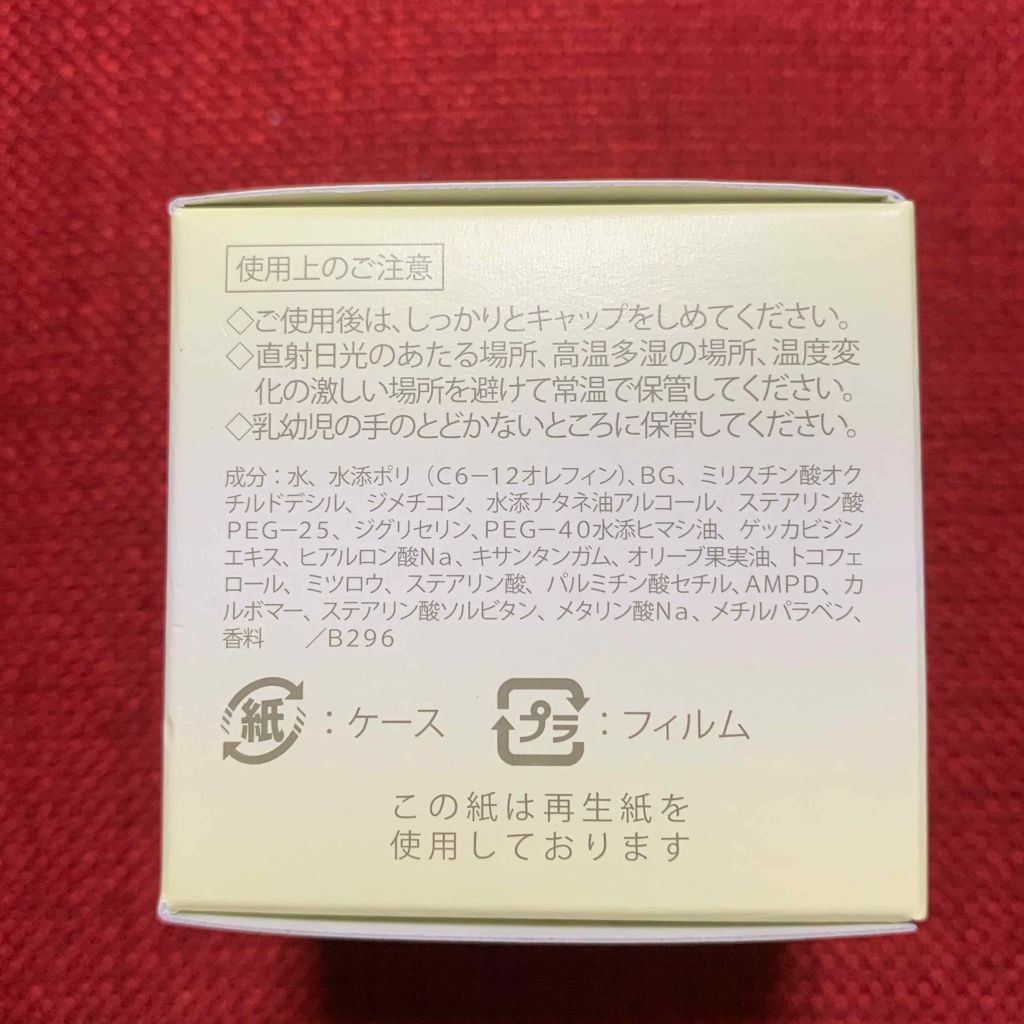 使用上のご注意
◇ご使用後は、しっかりとキャップをしめてください。
◇直射日光のあたる場所、高温多湿の場所、温度変
化の激しい場所を避けて常温で保管してください。
◇乳幼児の手のとどかないところに保管してください。
成分：水、水添ポリ（C6−12オレフィン）、BG、ミリスチン酸オク
チルドデシル、ジメチコン、水添ナタネ油アルコール、ステアリン酸
PEG−25、ジグリセリン、PEG−40水添ヒマシ油、ゲッカビジン
エキス、ヒアルロン酸Na、キサンタンガム、オリーブ果実油、トコフェ
ロール、ミツロウ、ステアリン酸、パルミチン酸セチル、AMPD、カ
ルボマー、ステアリン酸ソルビタン、メタリン酸Na、メチルパラベン、
香料　／B296
紙：ケース　プラ：フィルム
この紙は再生紙を
使用しております